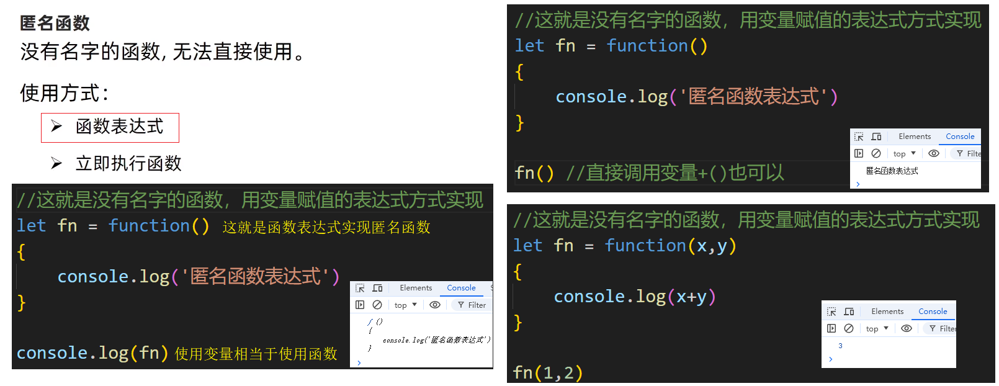 匿名函数
没有名字的函数, 无法直接使用。
使用方式：
➢ 函数表达式
➢ 立即执行函数
//这就是没有名字的函数，用变量赋值的表达式方式实现
let fn = function() 这就是函数表达式实现匿名函数
{
console.log('匿名函数表达式')
}
console.log(fn) 使用变量相当于使用函数
Elements Console
top Filter
ƒ ()
{
console.log('匿名函数表达式')
}
>
//这就是没有名字的函数，用变量赋值的表达式方式实现
let fn = function()
{
console.log('匿名函数表达式')
}
fn() //直接调用变量+()也可以
Elements Console
top Filte
匿名函数表达式
>
//这就是没有名字的函数，用变量赋值的表达式方式实现
let fn = function(x,y)
{
console.log(x+y)
}
fn(1,2)
Elements Console
top Filter
3
>